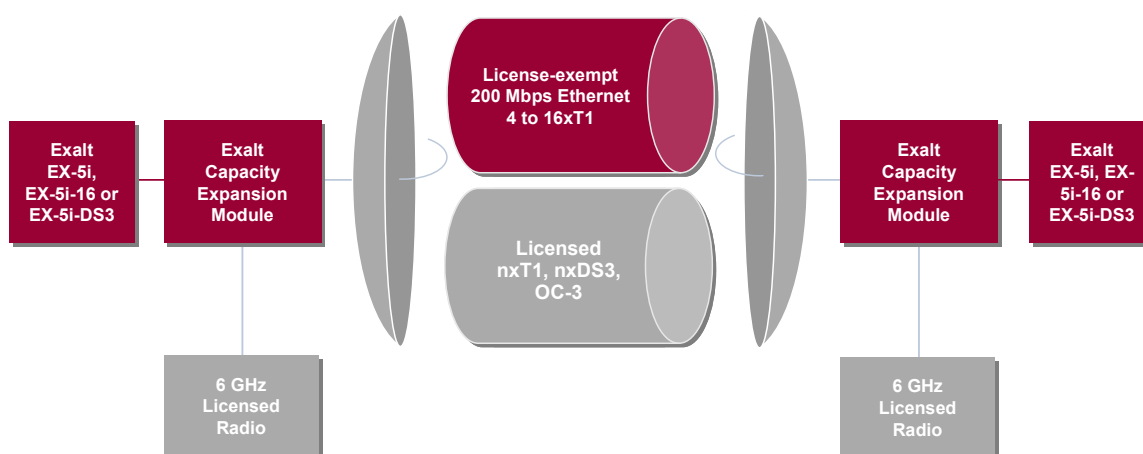 Exalt
EX-5i,
EX-5i-16 or
EX-5i-DS3
Exalt
Capacity
Expansion
Module
License-exempt
200 Mbps Ethernet
4 to 16xT1
Licensed
nxT1, nxDS3,
OC-3
Exalt
Capacity
Expansion
Module
Exalt
EX-5i, EX-
5i-16 or
EX-5i-DS3
6 GHz
Licensed
Radio
6 GHz
Licensed
Radio